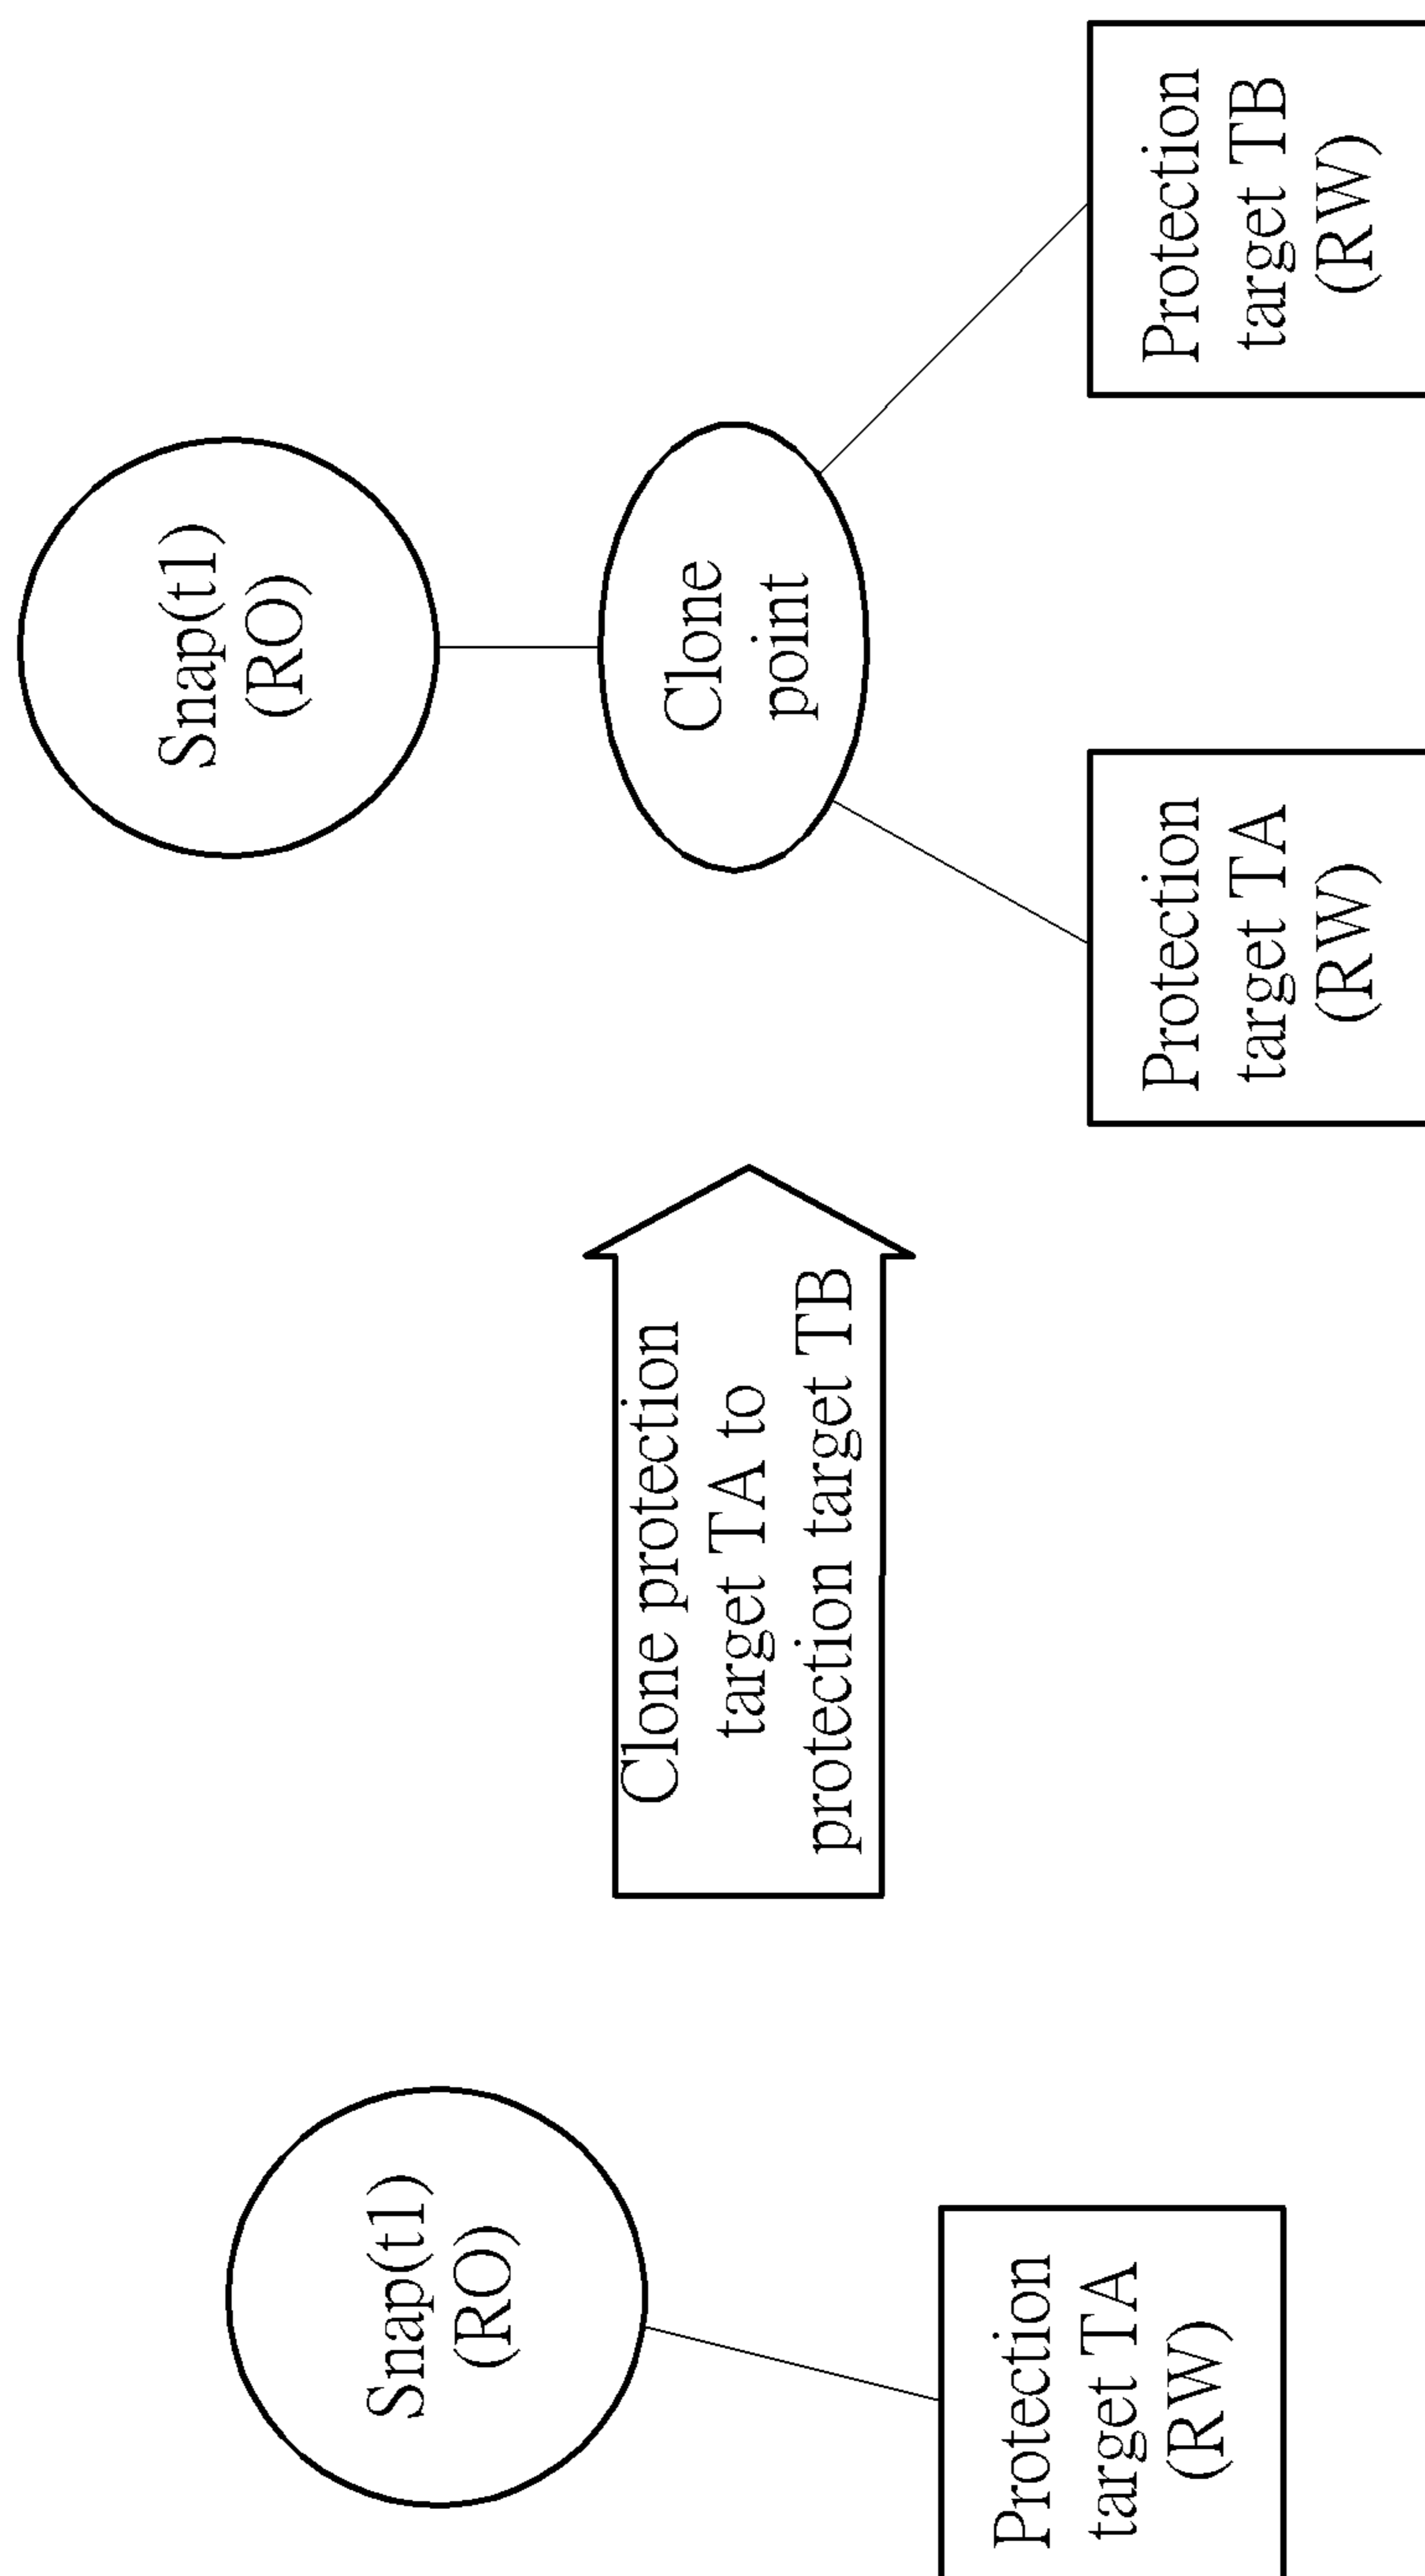 Snap(t1)
(RO)
Protection
target TA
(RW)
Clone protection
target TA to
protection target TB
Snap(t1)
(RO)
Clone
point
Protection
target TA
(RW)
Protection
target TB
(RW)